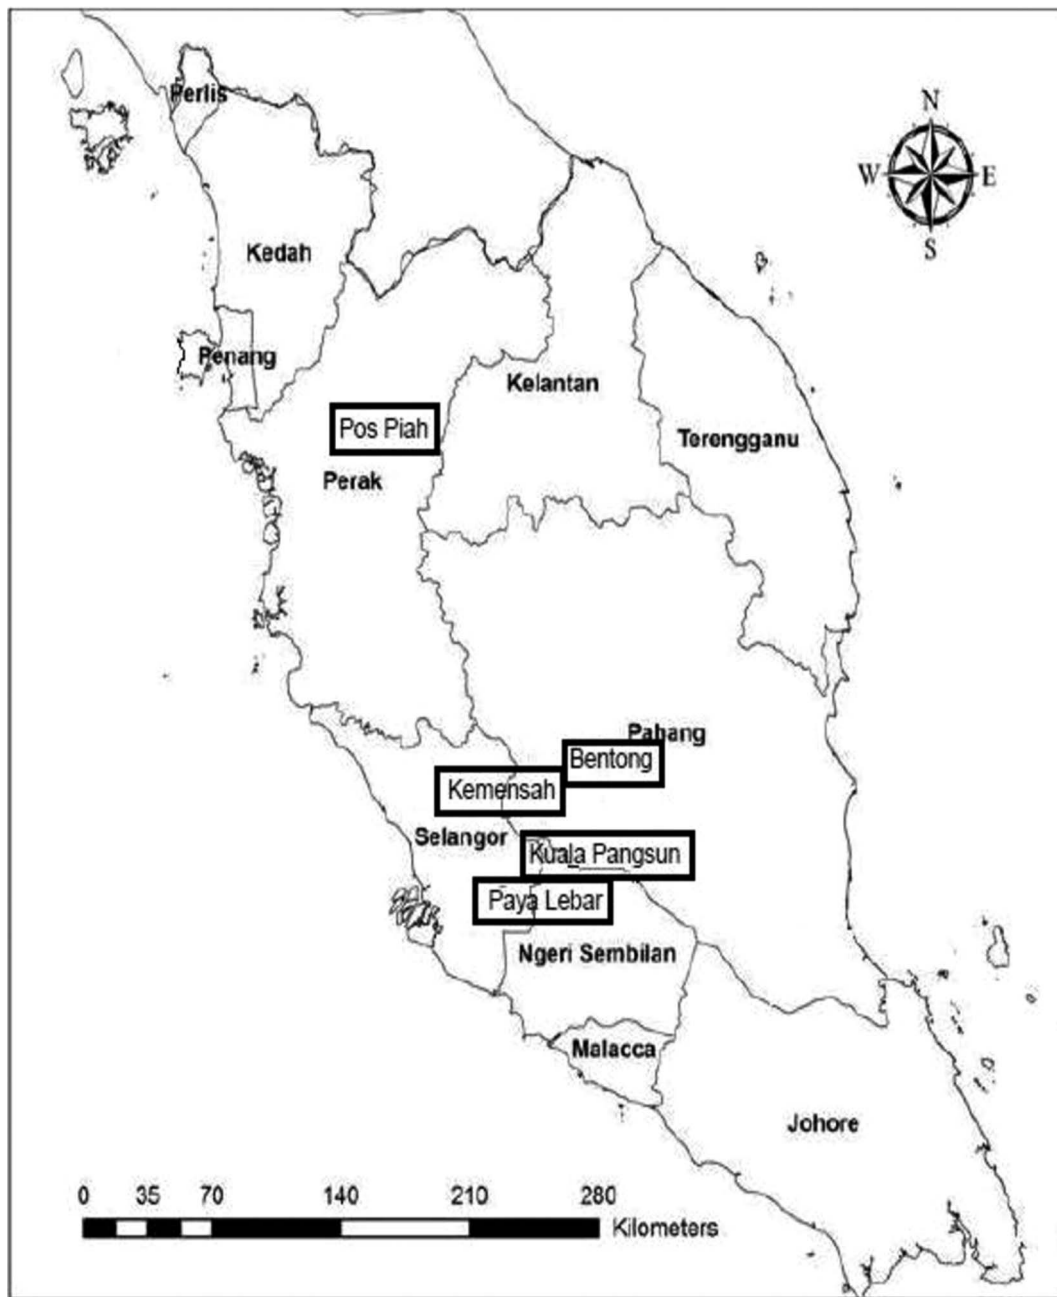 Perlis
N
W E
S
Kedah
Penang
Kelantan
Pos Piah
Terengganu
Perak
Pahang
Bentong
Kemensah
Selangor
Kuala Pangsun
Paya Lebar
Ngeri Sembilan
Malacca
Johore
0 35 70 140 210 280
Kilometers